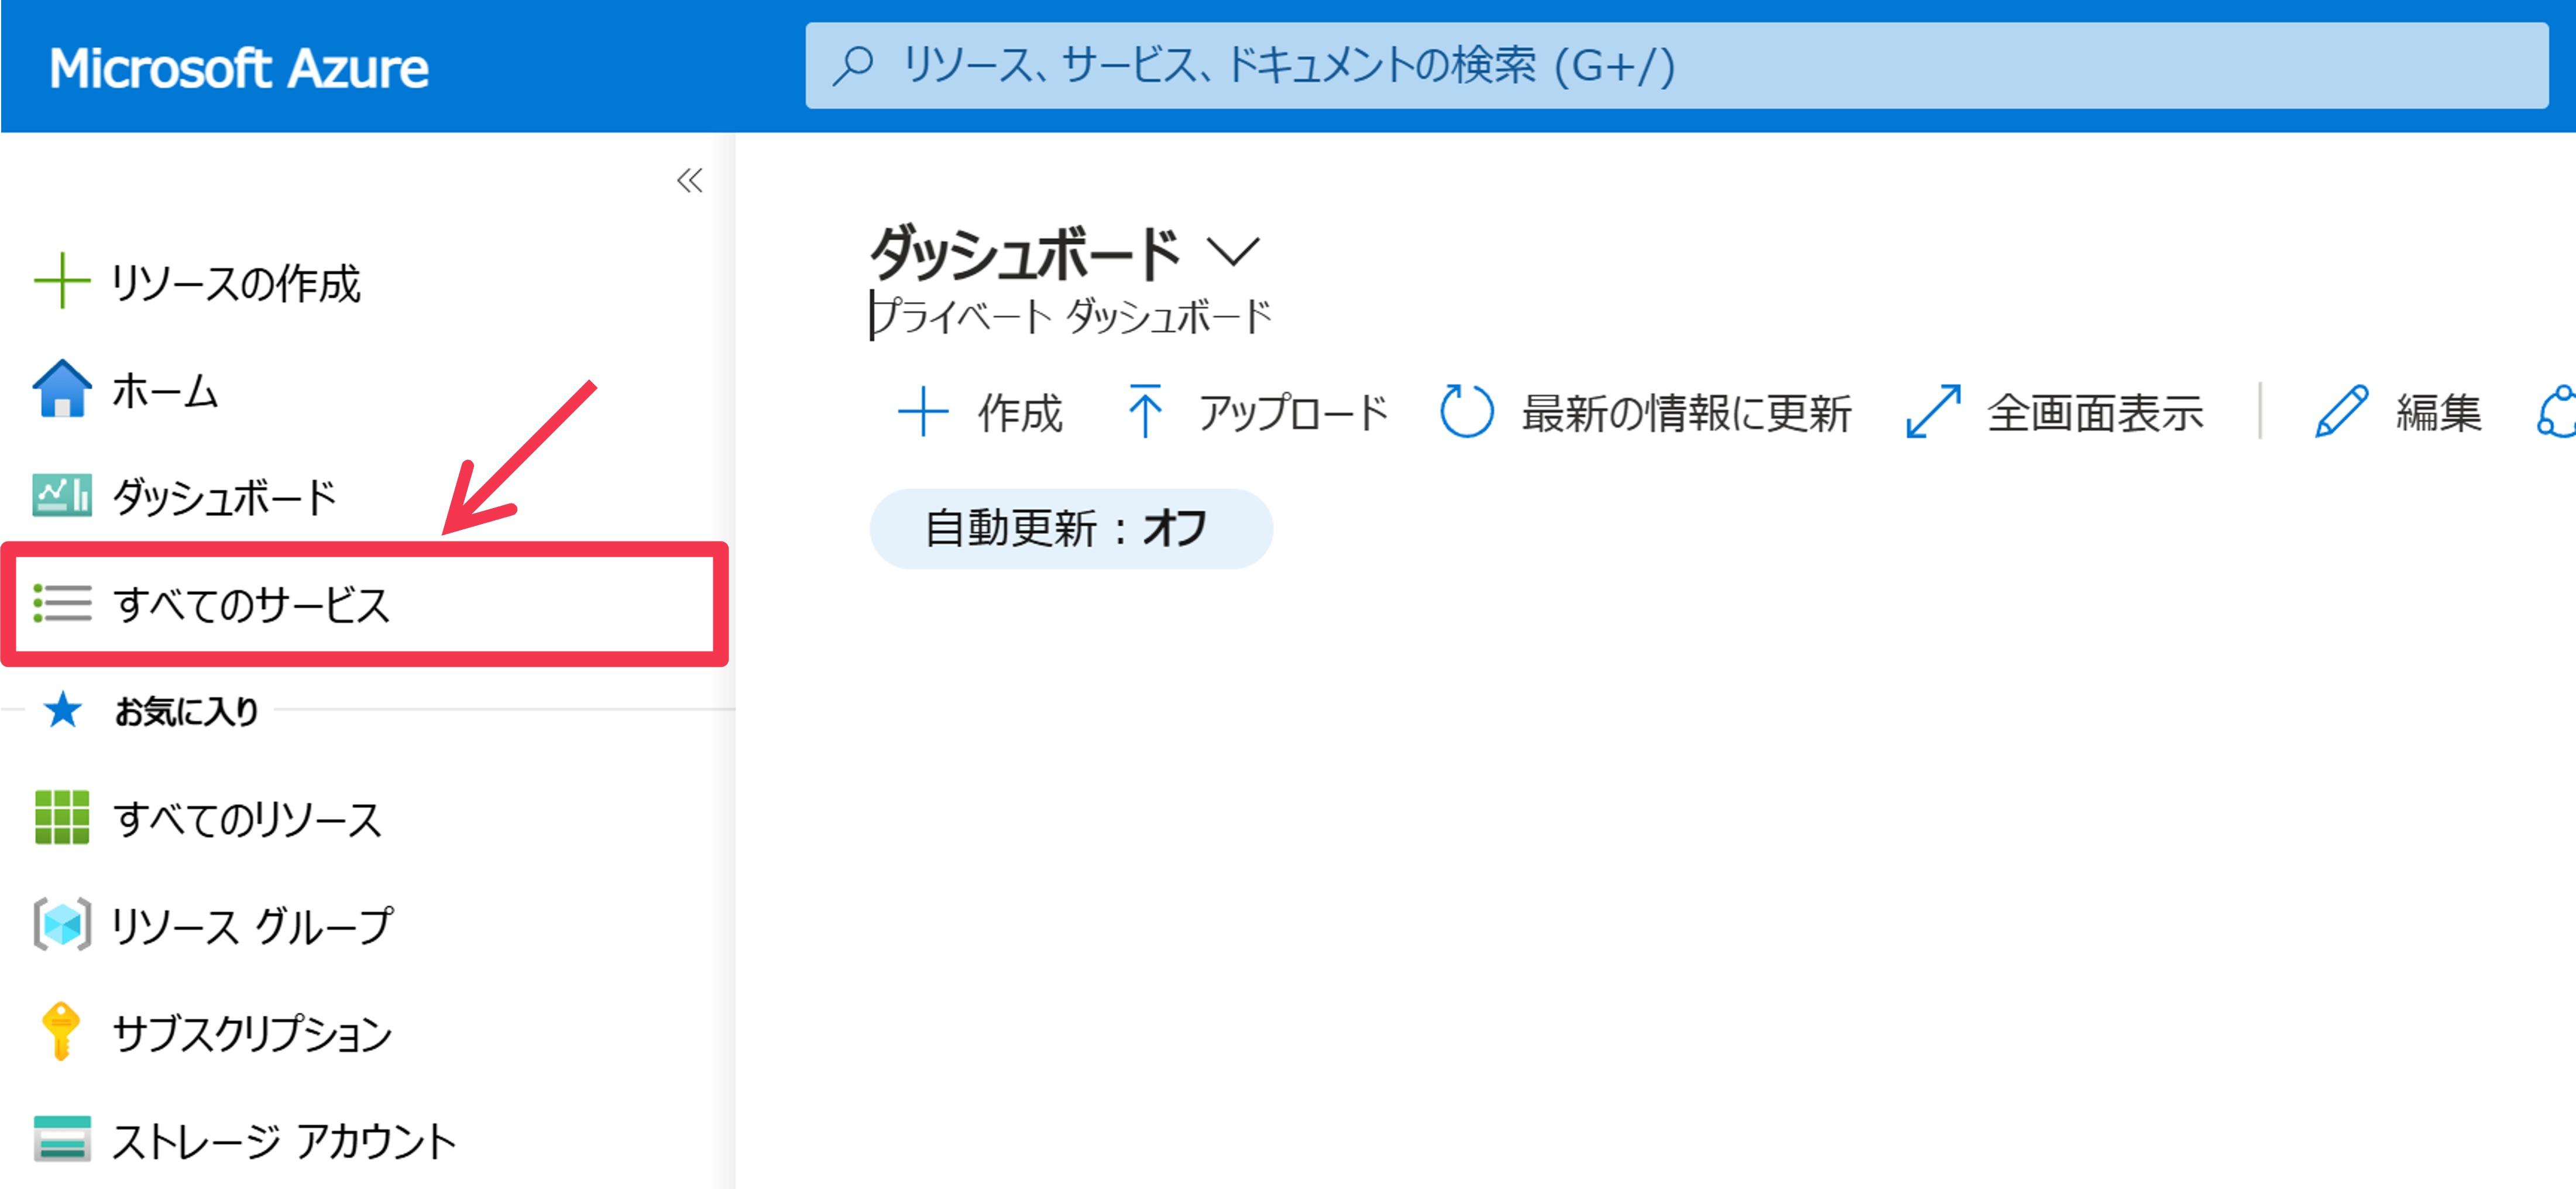 Microsoft Azure
リソース、サービス、ドキュメントの検索 (G+/)
リソースの作成
ホーム
ダッシュボード
すべてのサービス
お気に入り
すべてのリソース
リソース グループ
サブスクリプション
ストレージ アカウント
ダッシュボード
プライベート ダッシュボード
作成 アップロード 最新の情報に更新 全画面表示 編集
自動更新 : オフ